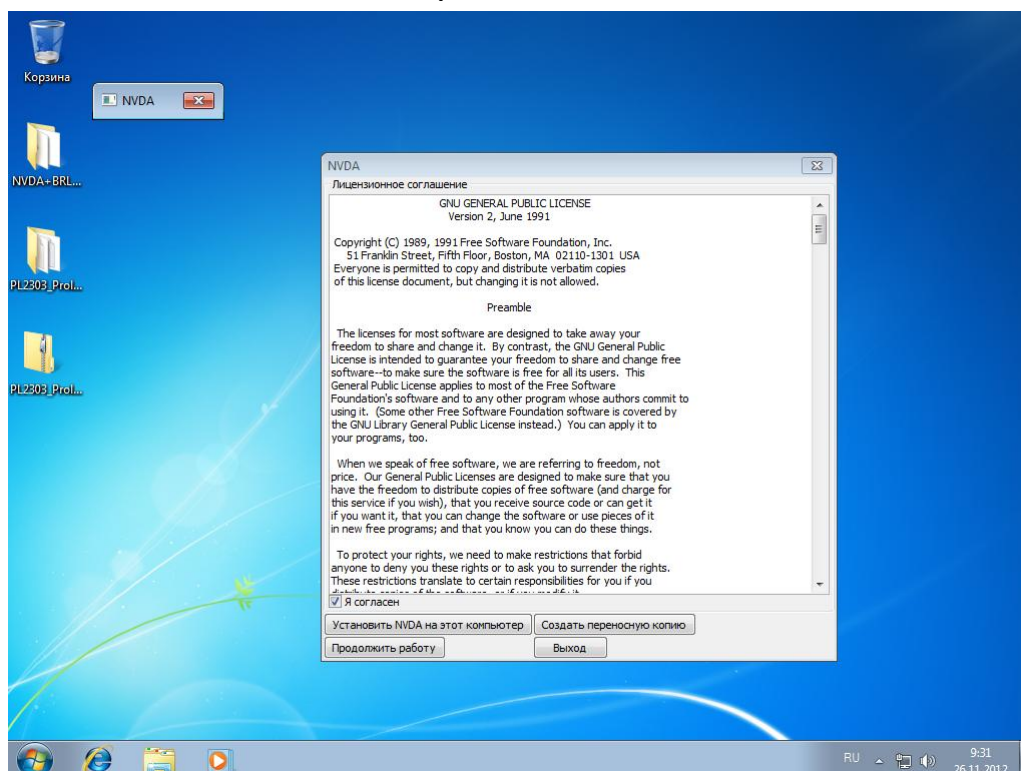 Корзина
NVDA
NVDA+BRL...
PL2303_Prol...
PL2303_Prol...
NVDA
Лицензионное соглашение
GNU GENERAL PUBLIC LICENSE
Version 2, June 1991
Copyright (C) 1989, 1991 Free Software Foundation, Inc.
51 Franklin Street, Fifth Floor, Boston, MA 02110-1301 USA
Everyone is permitted to copy and distribute verbatim copies
of this license document, but changing it is not allowed.
Preamble
The licenses for most software are designed to take away your
freedom to share and change it. By contrast, the GNU General Public
License is intended to guarantee your freedom to share and change free
software--to make sure the software is free for all its users. This
General Public License applies to most of the Free Software
Foundation's software and to any other program whose authors commit to
using it. (Some other Free Software Foundation software is covered by
the GNU Library General Public License instead.) You can apply it to
your programs, too.
When we speak of free software, we are referring to freedom, not
price. Our General Public Licenses are designed to make sure that you
have the freedom to distribute copies of free software (and charge for
this service if you wish), that you receive source code or can get it
if you want it, that you can change the software or use pieces of it
in new free programs; and that you know you can do these things.
To protect your rights, we need to make restrictions that forbid
anyone to deny you these rights or to ask you to surrender the rights.
These restrictions translate to certain responsibilities for you if you
distribute copies of the software, or if you modify it.
Я согласен
Установить NVDA на этот компьютер
Создать переносную копию
Продолжить работу
Выход
RU
9:31
26.11.2012